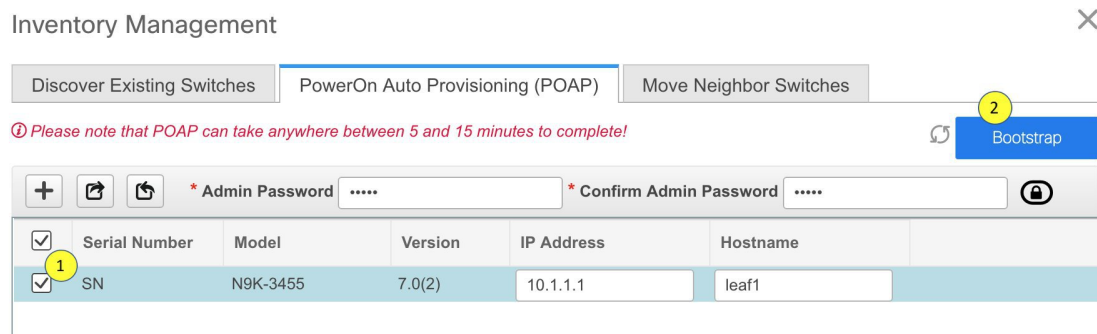 Inventory Management
Discover Existing Switches PowerOn Auto Provisioning (POAP) Move Neighbor Switches
Please note that POAP can take anywhere between 5 and 15 minutes to complete!
2
Bootstrap
* Admin Password ••••• * Confirm Admin Password •••••
Serial Number Model Version IP Address Hostname
1
SN N9K-3455 7.0(2) 10.1.1.1 leaf1